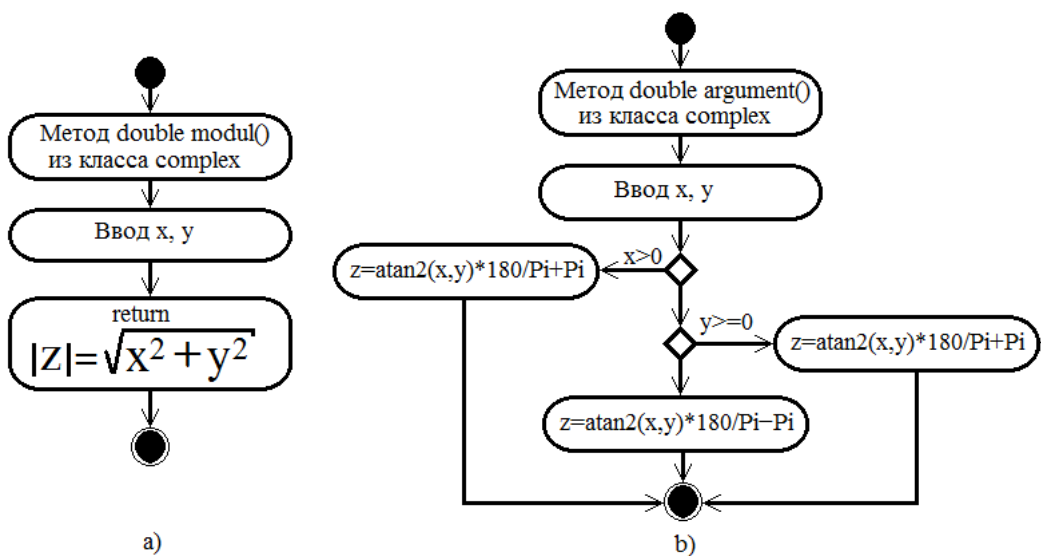 Метод double modul()
из класса complex
Ввод x, y
return
|z|=√x² + y²
a)
Метод double argument()
из класса complex
Ввод x, y
x>0
z=atan2(x,y)*180/Pi+Pi
y>=0
z=atan2(x,y)*180/Pi+Pi
z=atan2(x,y)*180/Pi−Pi
b)